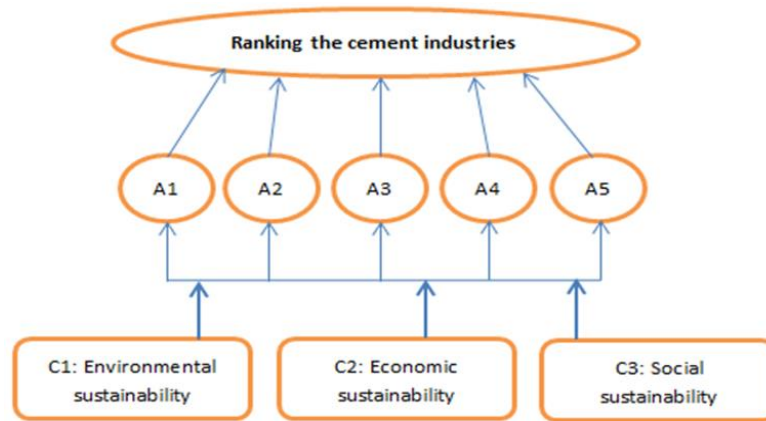 Ranking the cement industries
A1
A2
A3
A4
A5
C1: Environmental
sustainability
C2: Economic
sustainability
C3: Social
sustainability